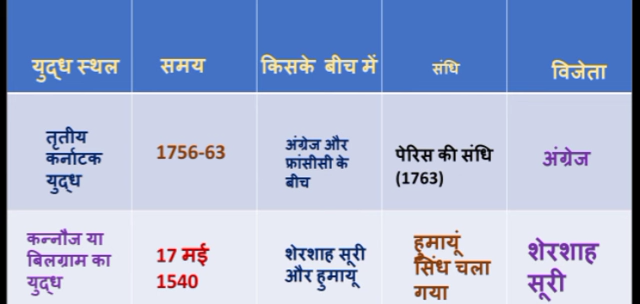 युद्ध स्थल
समय
किसके बीच में
संधि
विजेता
तृतीय
कर्नाटक
युद्ध
1756-63
अंग्रेज और
फ्रांसीसी के
बीच
पेरिस की संधि
(1763)
अंग्रेज
कन्नौज या
बिलग्राम का
युद्ध
17 मई
1540
शेरशाह सूरी
और हुमायू
हुमायूं
सिंध चला
गया
शेरशाह
सूरी